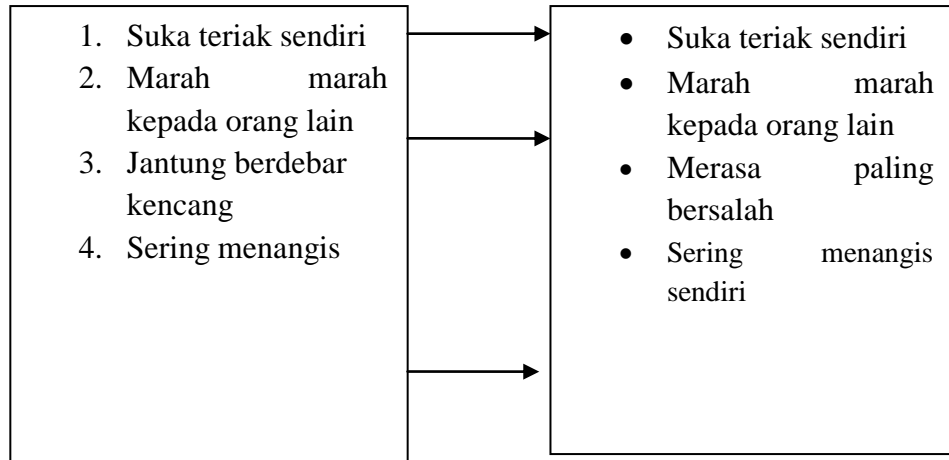 1. Suka teriak sendiri
2. Marah marah
kepada orang lain
3. Jantung berdebar
kencang
4. Sering menangis
• Suka teriak sendiri
• Marah marah
kepada orang lain
• Merasa paling
bersalah
• Sering menangis
sendiri